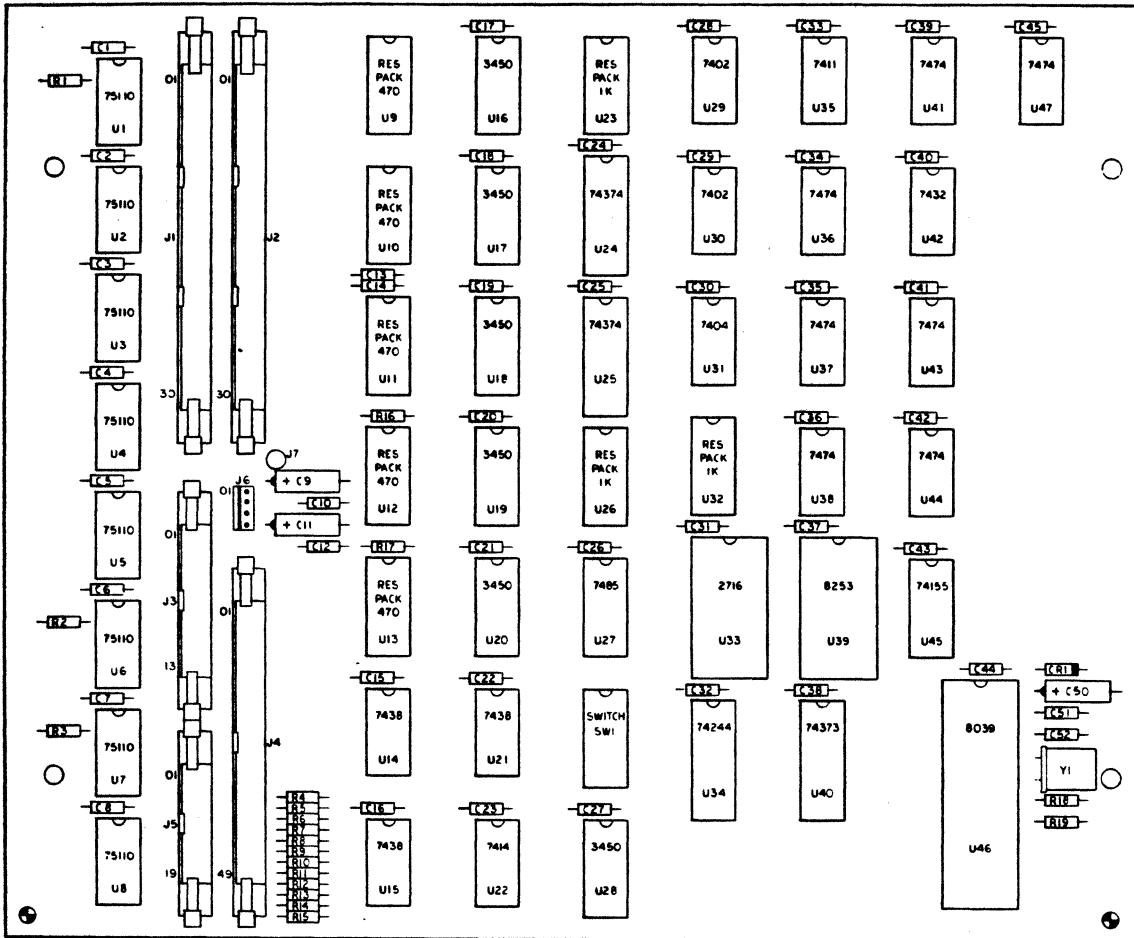 C1
R1
75110
U1
C2
75110
U2
C3
75110
U3
C4
75110
U4
C5
75110
U5
C6
R2
75110
U6
C7
R3
75110
U7
C8
75110
U8
01
J1
30
01
J2
30
01
J3
13
01
J5
19
J6
01
J7
+ C9
C10
+ C11
C12
01
J4
49
R4
R5
R6
R7
R8
R9
R10
R11
R12
R13
R14
R15
RES
PACK
470
U9
RES
PACK
470
U10
C13
C14
RES
PACK
470
U11
R16
RES
PACK
470
U12
R17
RES
PACK
470
U13
C15
7438
U14
C16
7438
U15
C17
3450
U16
C18
3450
U17
C19
3450
U18
C20
3450
U19
C21
3450
U20
C22
7438
U21
C23
7414
U22
RES
PACK
1K
U23
C24
74374
U24
C25
74374
U25
RES
PACK
1K
U26
C26
7485
U27
SWITCH
SW1
C27
3450
U28
C28
7402
U29
C29
7402
U30
C30
7404
U31
RES
PACK
1K
U32
C31
2716
U33
C32
74244
U34
C33
7411
U35
C34
7474
U36
C35
7474
U37
C36
7474
U38
C37
8253
U39
C38
74373
U40
C39
7474
U41
C40
7432
U42
C41
7474
U43
C42
7474
U44
C43
74155
U45
C44
8039
U46
C45
7474
U47
CR1
+ C50
C51
C52
Y1
R18
R19